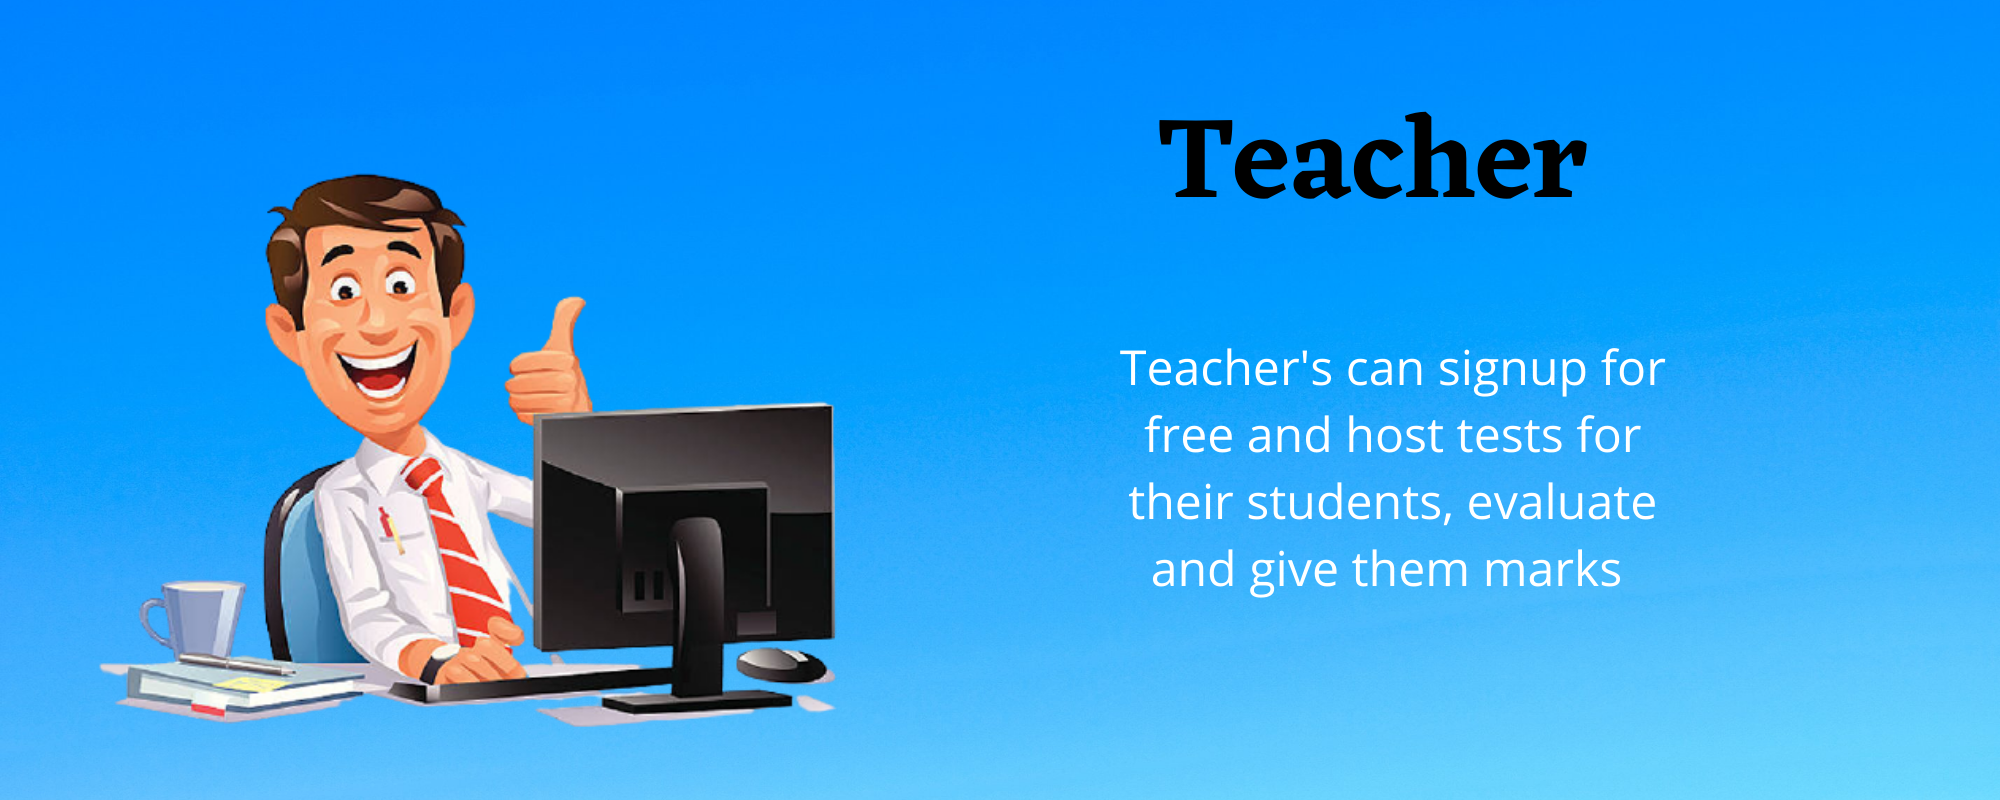 Teacher
Teacher's can signup for
free and host tests for
their students, evaluate
and give them marks